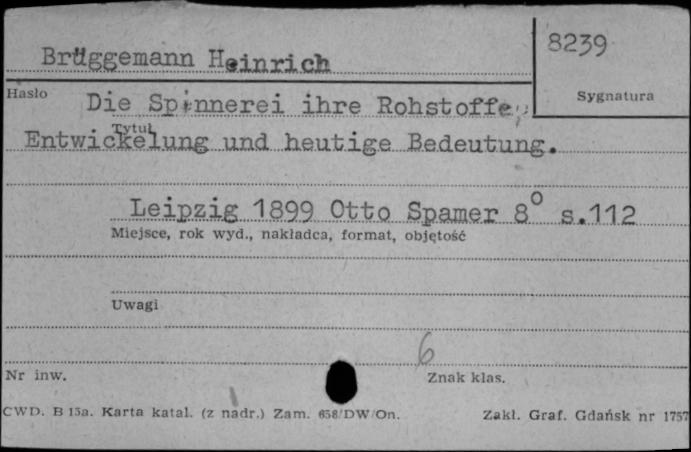 Brüggemann Heinrich
8239
Hasło
Sygnatura
Die Spinnerei ihre Rohstoffe,
Tytuł
Entwickelung und heutige Bedeutung.
Leipzig 1899 Otto Spamer 8° s.112
Miejsce, rok wyd., nakładca, format, objętość
Uwagi
6
Nr inw.
Znak klas.
CWD. B 15a. Karta katal. (z nadr.) Zam. 658/DW/On.
Zakł. Graf. Gdańsk nr 1757